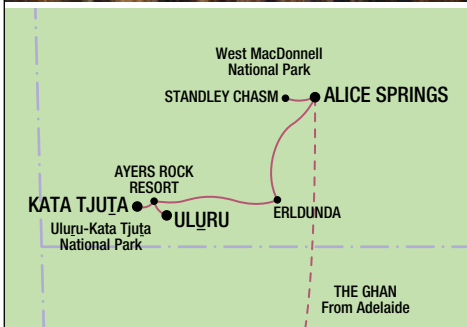 West MacDonnell
National Park
STANDLEY CHASM
ALICE SPRINGS
AYERS ROCK
RESORT
KATA TJUṮA
ULURU
ERLDUNDA
Uluṟu-Kata Tjuṯa
National Park
THE GHAN
From Adelaide